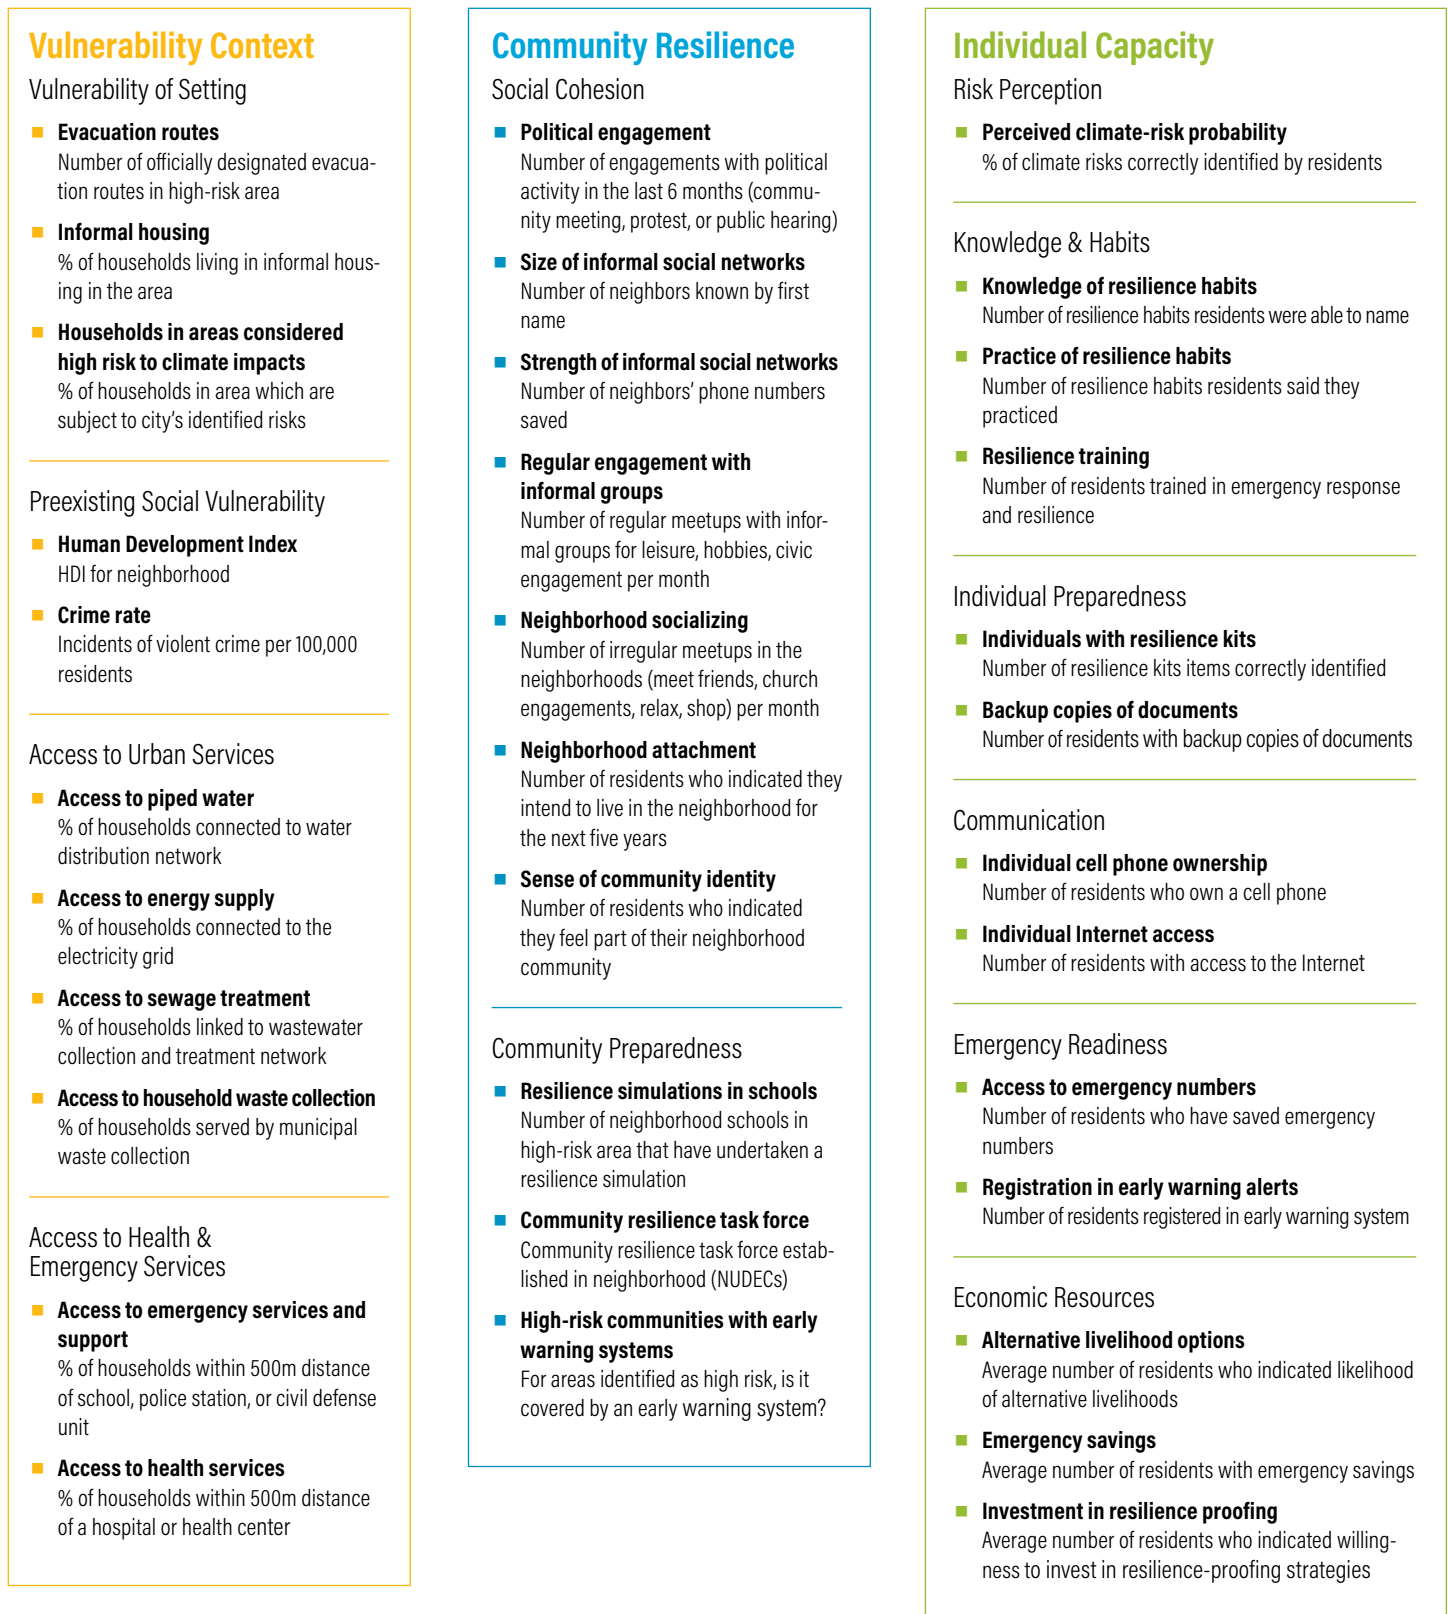 Vulnerability Context
Vulnerability of Setting
■ Evacuation routes
Number of officially designated evacua-
tion routes in high-risk area
■ Informal housing
% of households living in informal hous-
ing in the area
■ Households in areas considered
high risk to climate impacts
% of households in area which are
subject to city's identified risks
Preexisting Social Vulnerability
■ Human Development Index
HDI for neighborhood
■ Crime rate
Incidents of violent crime per 100,000
residents
Access to Urban Services
■ Access to piped water
% of households connected to water
distribution network
■ Access to energy supply
% of households connected to the
electricity grid
■ Access to sewage treatment
% of households linked to wastewater
collection and treatment network
■ Access to household waste collection
% of households served by municipal
waste collection
Access to Health &
Emergency Services
■ Access to emergency services and
support
% of households within 500m distance
of school, police station, or civil defense
unit
■ Access to health services
% of households within 500m distance
of a hospital or health center
Community Resilience
Social Cohesion
■ Political engagement
Number of engagements with political
activity in the last 6 months (commu-
nity meeting, protest, or public hearing)
■ Size of informal social networks
Number of neighbors known by first
name
■ Strength of informal social networks
Number of neighbors' phone numbers
saved
■ Regular engagement with
informal groups
Number of regular meetups with infor-
mal groups for leisure, hobbies, civic
engagement per month
■ Neighborhood socializing
Number of irregular meetups in the
neighborhoods (meet friends, church
engagements, relax, shop) per month
■ Neighborhood attachment
Number of residents who indicated they
intend to live in the neighborhood for
the next five years
■ Sense of community identity
Number of residents who indicated
they feel part of their neighborhood
community
Community Preparedness
■ Resilience simulations in schools
Number of neighborhood schools in
high-risk area that have undertaken a
resilience simulation
■ Community resilience task force
Community resilience task force estab-
lished in neighborhood (NUDECs)
■ High-risk communities with early
warning systems
For areas identified as high risk, is it
covered by an early warning system?
Individual Capacity
Risk Perception
■ Perceived climate-risk probability
% of climate risks correctly identified by residents
Knowledge & Habits
■ Knowledge of resilience habits
Number of resilience habits residents were able to name
■ Practice of resilience habits
Number of resilience habits residents said they
practiced
■ Resilience training
Number of residents trained in emergency response
and resilience
Individual Preparedness
■ Individuals with resilience kits
Number of resilience kits items correctly identified
■ Backup copies of documents
Number of residents with backup copies of documents
Communication
■ Individual cell phone ownership
Number of residents who own a cell phone
■ Individual Internet access
Number of residents with access to the Internet
Emergency Readiness
■ Access to emergency numbers
Number of residents who have saved emergency
numbers
■ Registration in early warning alerts
Number of residents registered in early warning system
Economic Resources
■ Alternative livelihood options
Average number of residents who indicated likelihood
of alternative livelihoods
■ Emergency savings
Average number of residents with emergency savings
■ Investment in resilience proofing
Average number of residents who indicated willing-
ness to invest in resilience-proofing strategies